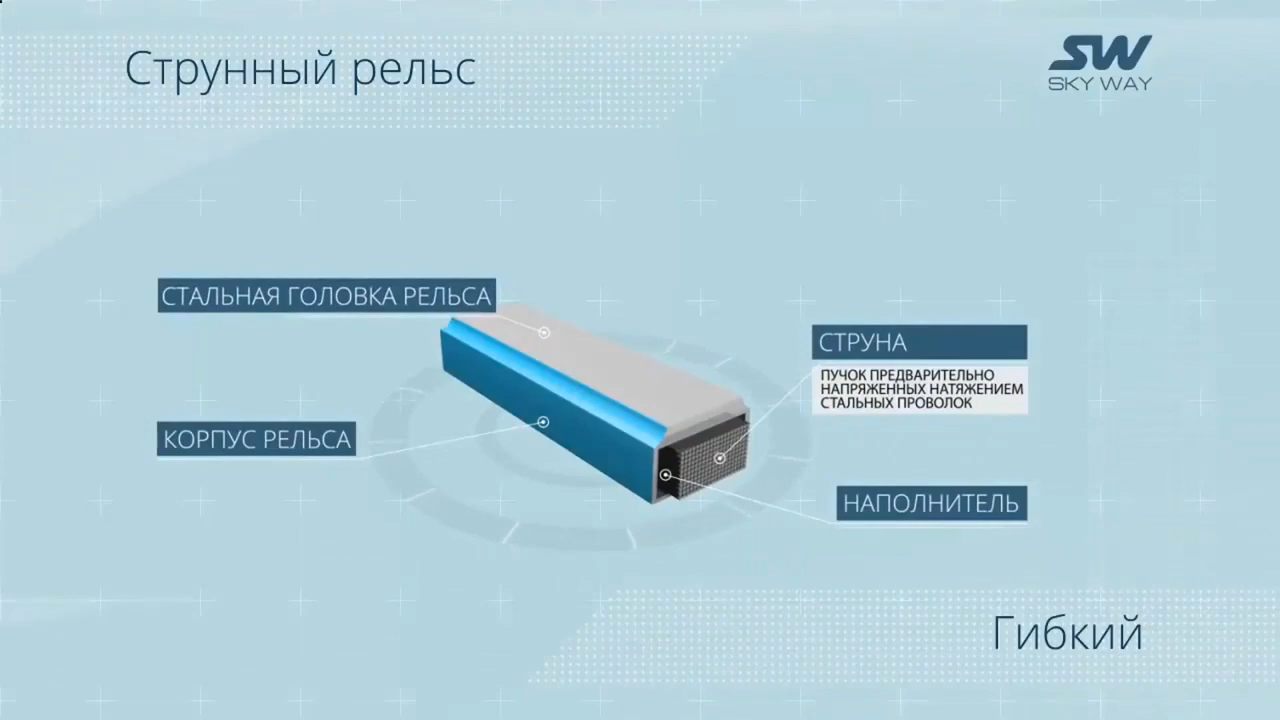 Струнный рельс
SW
SKY WAY
СТАЛЬНАЯ ГОЛОВКА РЕЛЬСА
СТРУНА
ПУЧОК ПРЕДВАРИТЕЛЬНО
НАПРЯЖЕННЫХ НАТЯЖЕНИЕМ
СТАЛЬНЫХ ПРОВОЛОК
КОРПУС РЕЛЬСА
НАПОЛНИТЕЛЬ
Гибкий